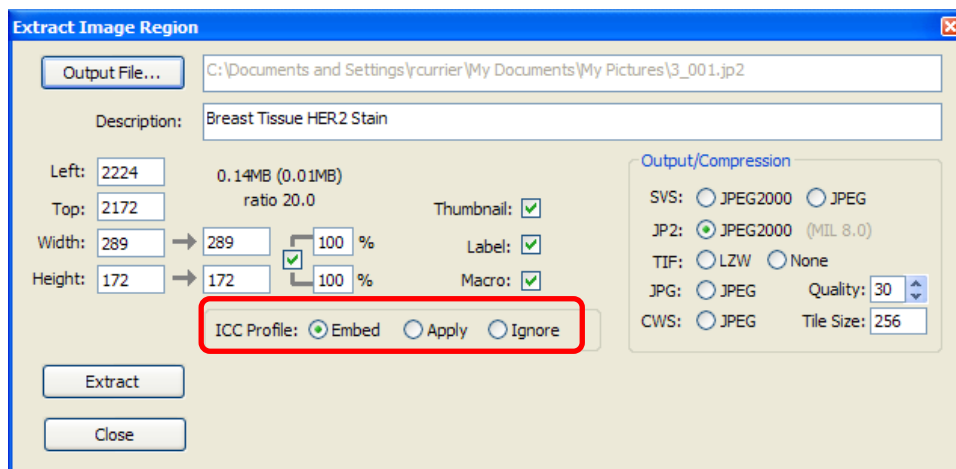 Extract Image Region
Output File... C:\Documents and Settings\rcurrier\My Documents\My Pictures\3_001.jp2
Description: Breast Tissue HER2 Stain
Left: 2224
0.14MB (0.01MB)
Top: 2172
ratio 20.0
Width: 289 289 100 %
Height: 172 172 100 %
Thumbnail:
Label:
Macro:
ICC Profile: Embed Apply Ignore
Output/Compression
SVS: JPEG2000 JPEG
JP2: JPEG2000 (MIL 8.0)
TIF: LZW None
JPG: JPEG Quality: 30
CWS: JPEG Tile Size: 256
Extract
Close